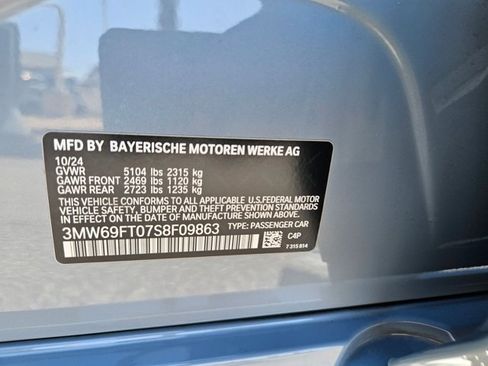 MFD BY BAYERISCHE MOTOREN WERKE AG
10/24
GVWR 5104 lbs 2315 kg
GAWR FRONT 2469 lbs 1120 kg
GAWR REAR 2723 lbs 1235 kg
THIS VEHICLE CONFORMS TO ALL APPLICABLE U.S.FEDERAL MOTOR
VEHICLE SAFETY, BUMPER, AND THEFT PREVENTION STANDARDS
IN EFFECT ON THE DATE OF MANUFACTURE SHOWN ABOVE.
3MW69FT07S8F09863 TYPE: PASSENGER CAR
C4P
7 315 814